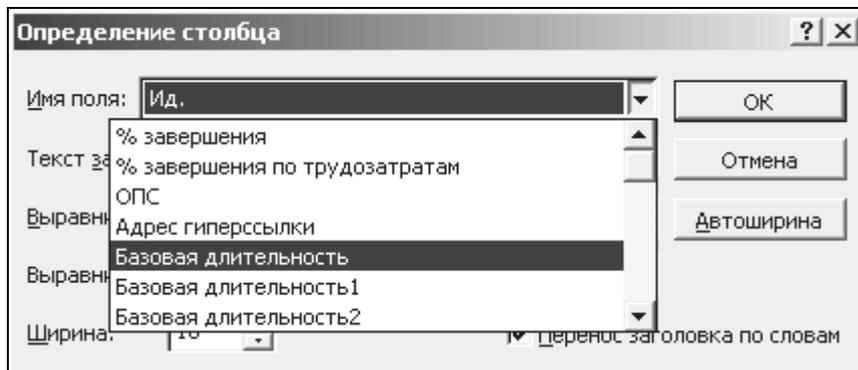 Определение столбца
Имя поля: Ид. ОК
% завершения
Текст за % завершения по трудозатратам Отмена
ОПС
Выравни Адрес гиперссылки Автоширина
Базовая длительность
Выравни Базовая длительность1
Базовая длительность2
Ширина: 10 Перенос заголовка по словам